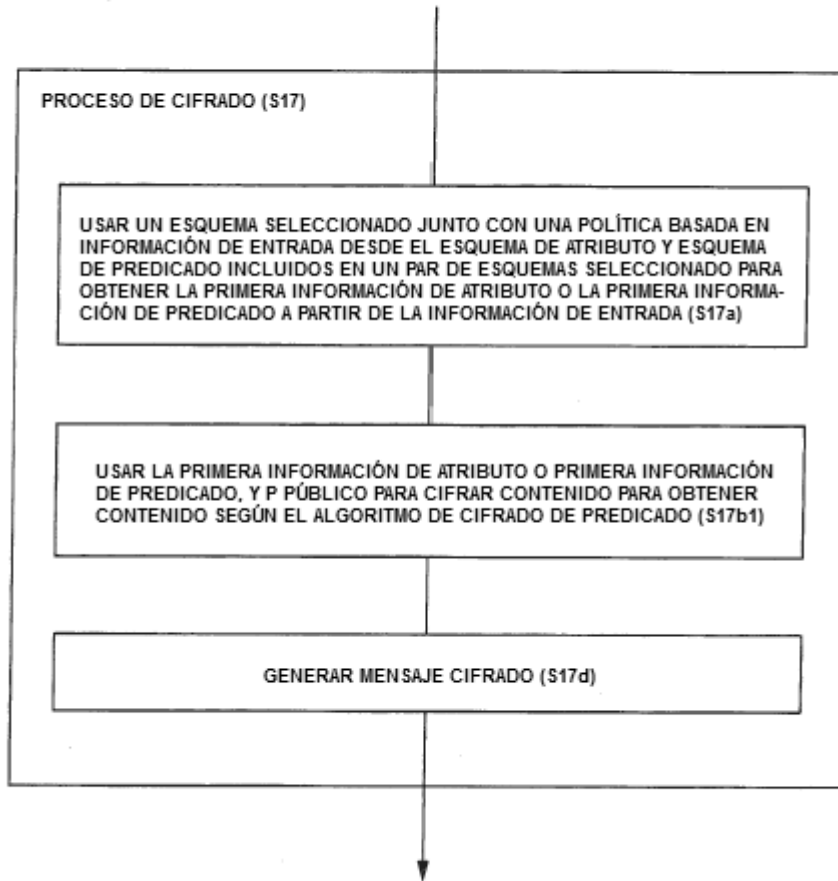 PROCESO DE CIFRADO (S17)
USAR UN ESQUEMA SELECCIONADO JUNTO CON UNA POLÍTICA BASADA EN
INFORMACIÓN DE ENTRADA DESDE EL ESQUEMA DE ATRIBUTO Y ESQUEMA
DE PREDICADO INCLUIDOS EN UN PAR DE ESQUEMAS SELECCIONADO PARA
OBTENER LA PRIMERA INFORMACIÓN DE ATRIBUTO O LA PRIMERA INFORMA-
CIÓN DE PREDICADO A PARTIR DE LA INFORMACIÓN DE ENTRADA (S17a)
USAR LA PRIMERA INFORMACIÓN DE ATRIBUTO O PRIMERA INFORMACIÓN
DE PREDICADO, Y P PÚBLICO PARA CIFRAR CONTENIDO PARA OBTENER
CONTENIDO SEGÚN EL ALGORITMO DE CIFRADO DE PREDICADO (S17b1)
GENERAR MENSAJE CIFRADO (S17d)